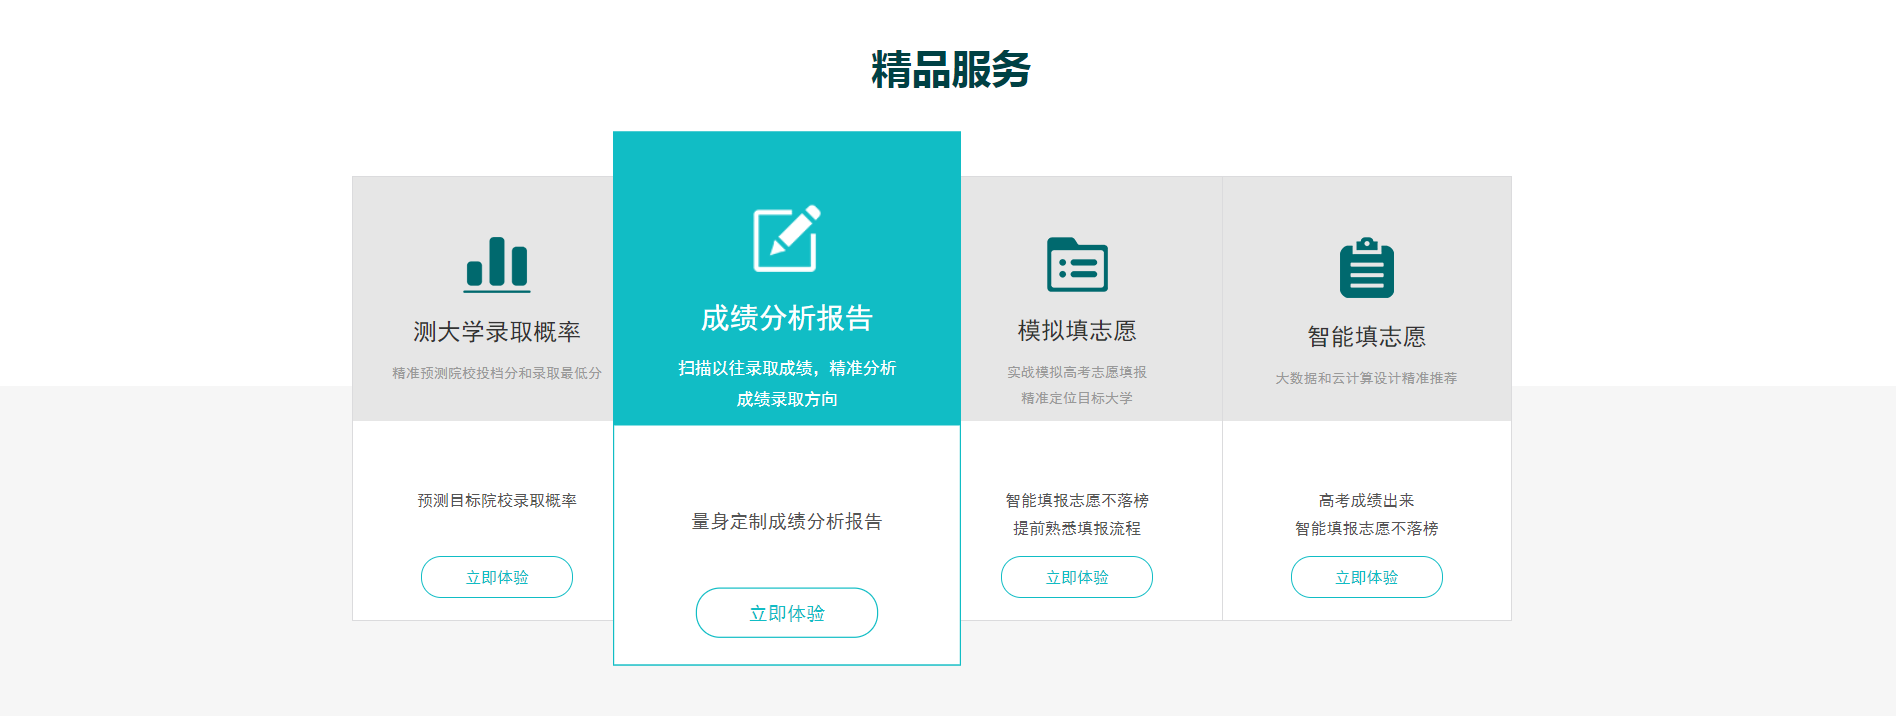 精品服务
测大学录取概率
精准预测院校投档分和录取最低分
预测目标院校录取概率
立即体验
成绩分析报告
扫描以往录取成绩，精准分析
成绩录取方向
量身定制成绩分析报告
立即体验
模拟填志愿
实战模拟高考志愿填报
精准定位目标大学
智能填报志愿不落榜
提前熟悉填报流程
立即体验
智能填志愿
大数据和云计算设计精准推荐
高考成绩出来
智能填报志愿不落榜
立即体验